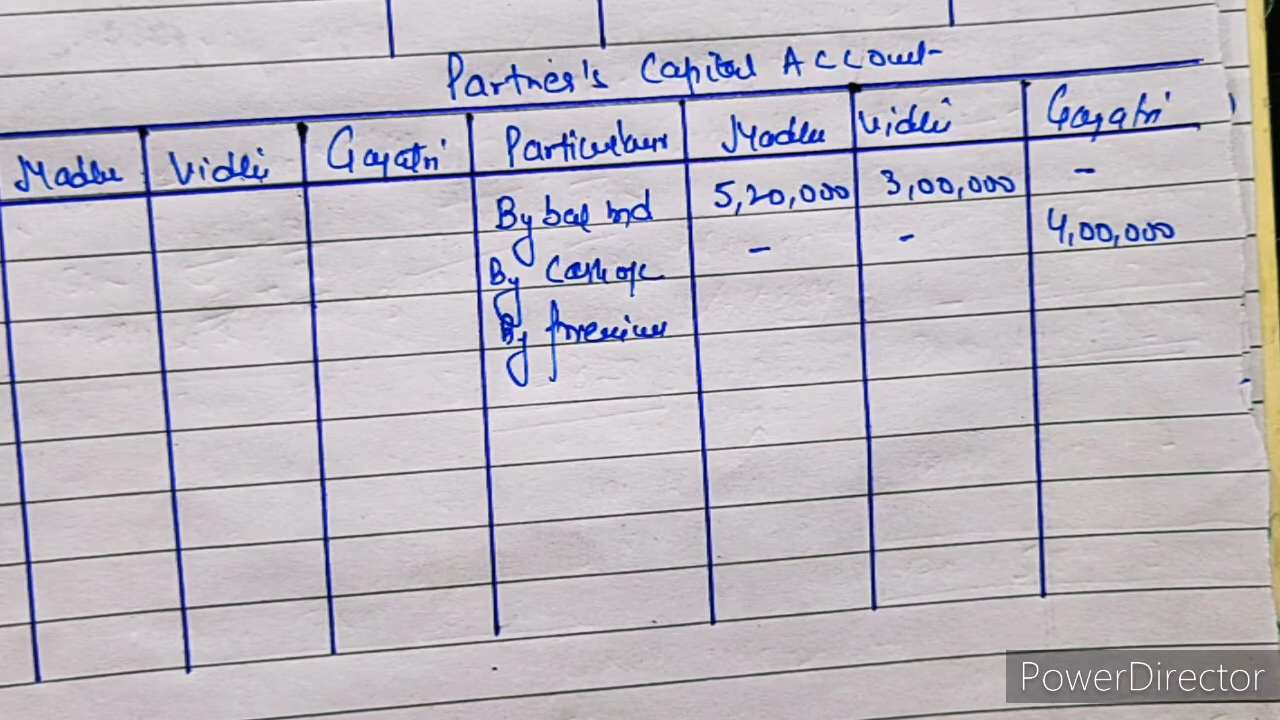 Partner's Capital Account
Madhu Vidhi Gayatri Particulars Madhu Vidhi Gayatri
By bal b/d 5,20,000 3,00,000 -
By Cash a/c - - 4,00,000
By Premium
PowerDirector